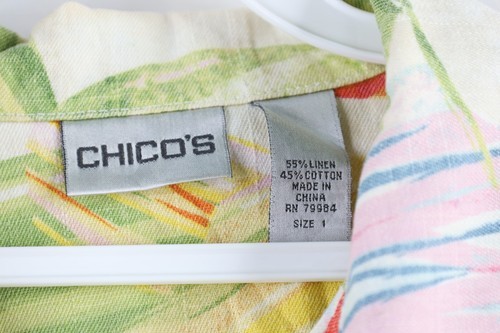 CHICO'S
55% LINEN
45% COTTON
MADE IN
CHINA
RN 79984
SIZE 1